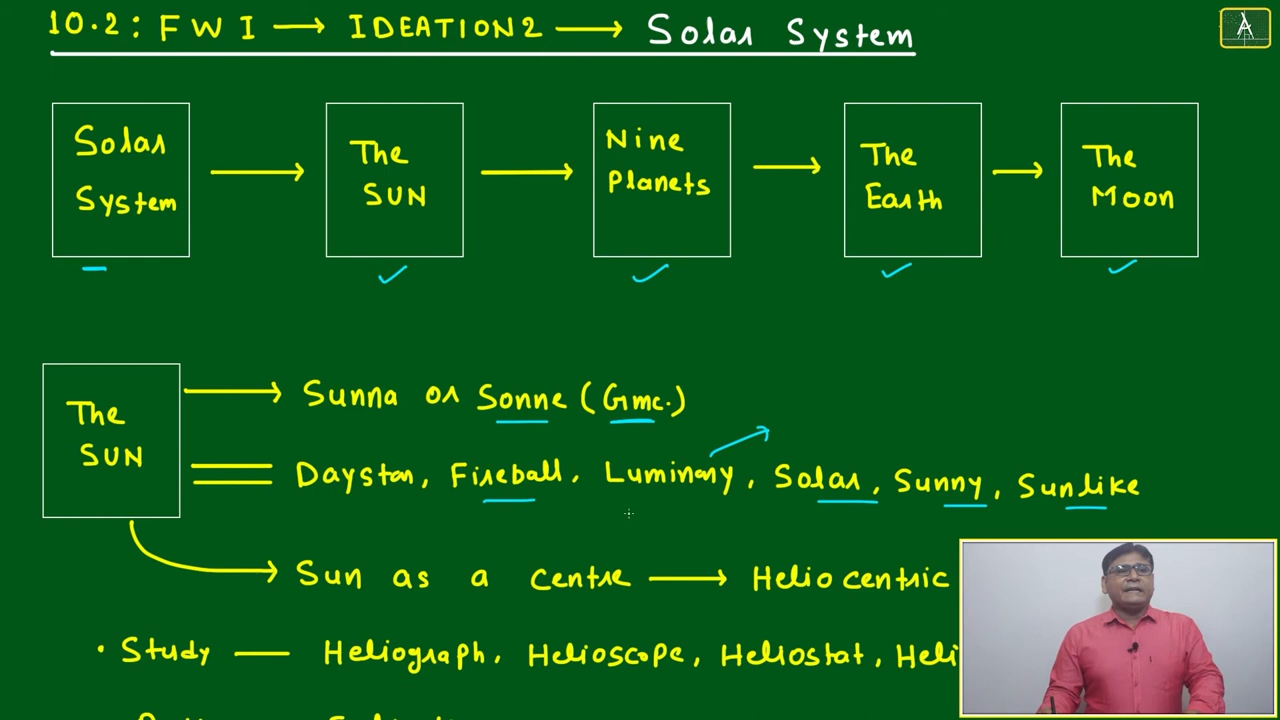 10.2: FWI → IDEATION2 → Solar System
Solar System → The SUN → Nine Planets → The Earth → The Moon
The SUN
Sunna or Sonne (Gmc.)
Daystar, Fireball, Luminary, Solar, Sunny, Sunlike
Sun as a centre → Heliocentric
• Study — Heliograph, Helioscope, Heliostat, Heli